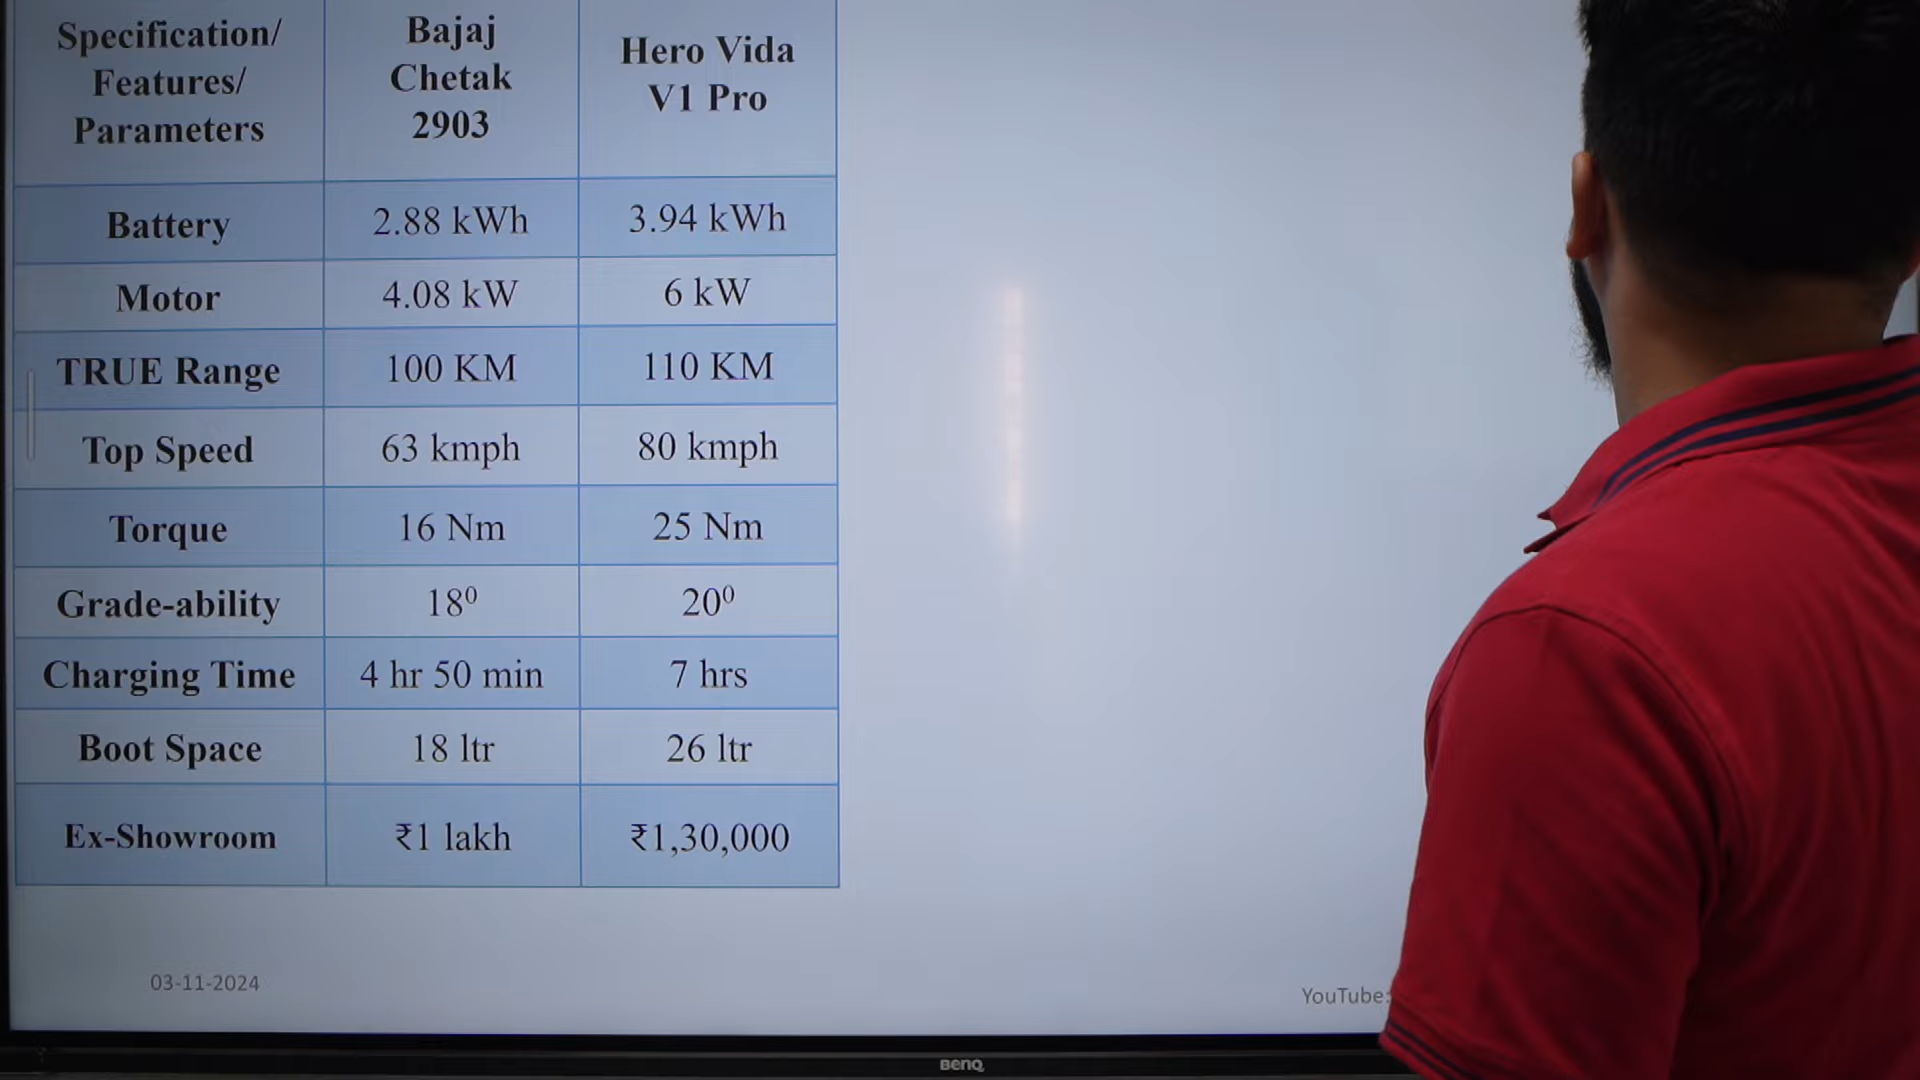 Specification/
Features/
Parameters
Bajaj
Chetak
2903
Hero Vida
V1 Pro
Battery
2.88 kWh
3.94 kWh
Motor
4.08 kW
6 kW
TRUE Range
100 KM
110 KM
Top Speed
63 kmph
80 kmph
Torque
16 Nm
25 Nm
Grade-ability
18⁰
20⁰
Charging Time
4 hr 50 min
7 hrs
Boot Space
18 ltr
26 ltr
Ex-Showroom
₹1 lakh
₹1,30,000
03-11-2024
YouTube:
BenQ